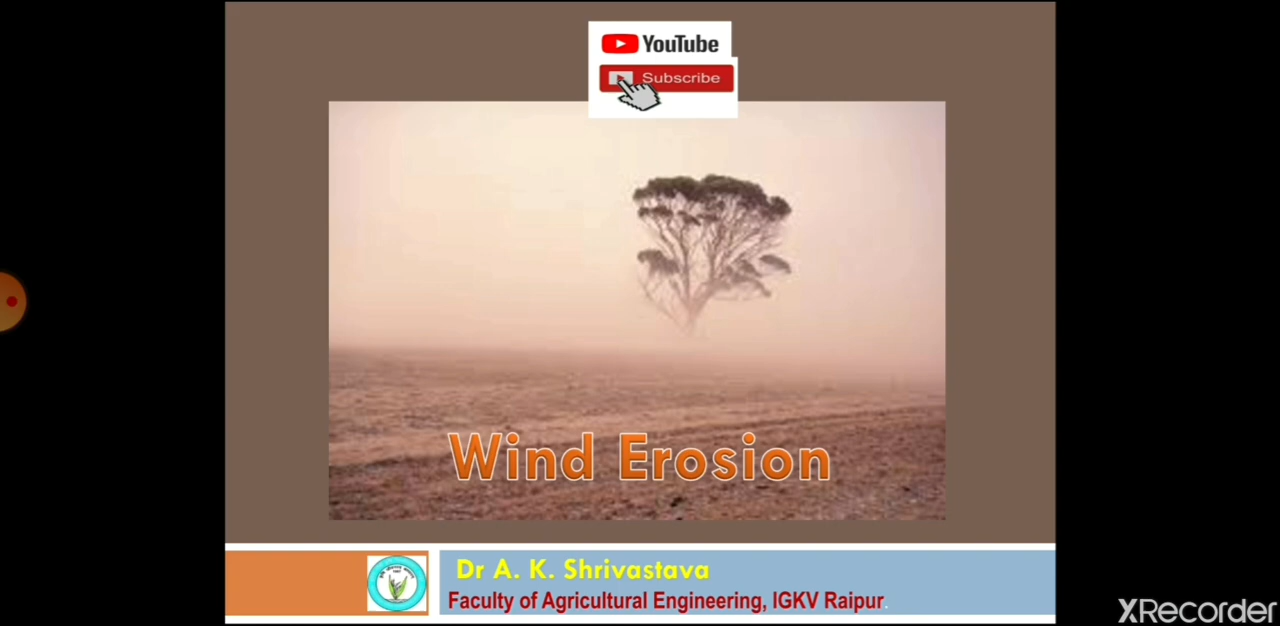 YouTube
Subscribe
Wind Erosion
Dr A. K. Shrivastava
Faculty of Agricultural Engineering, IGKV Raipur.
XRecorder